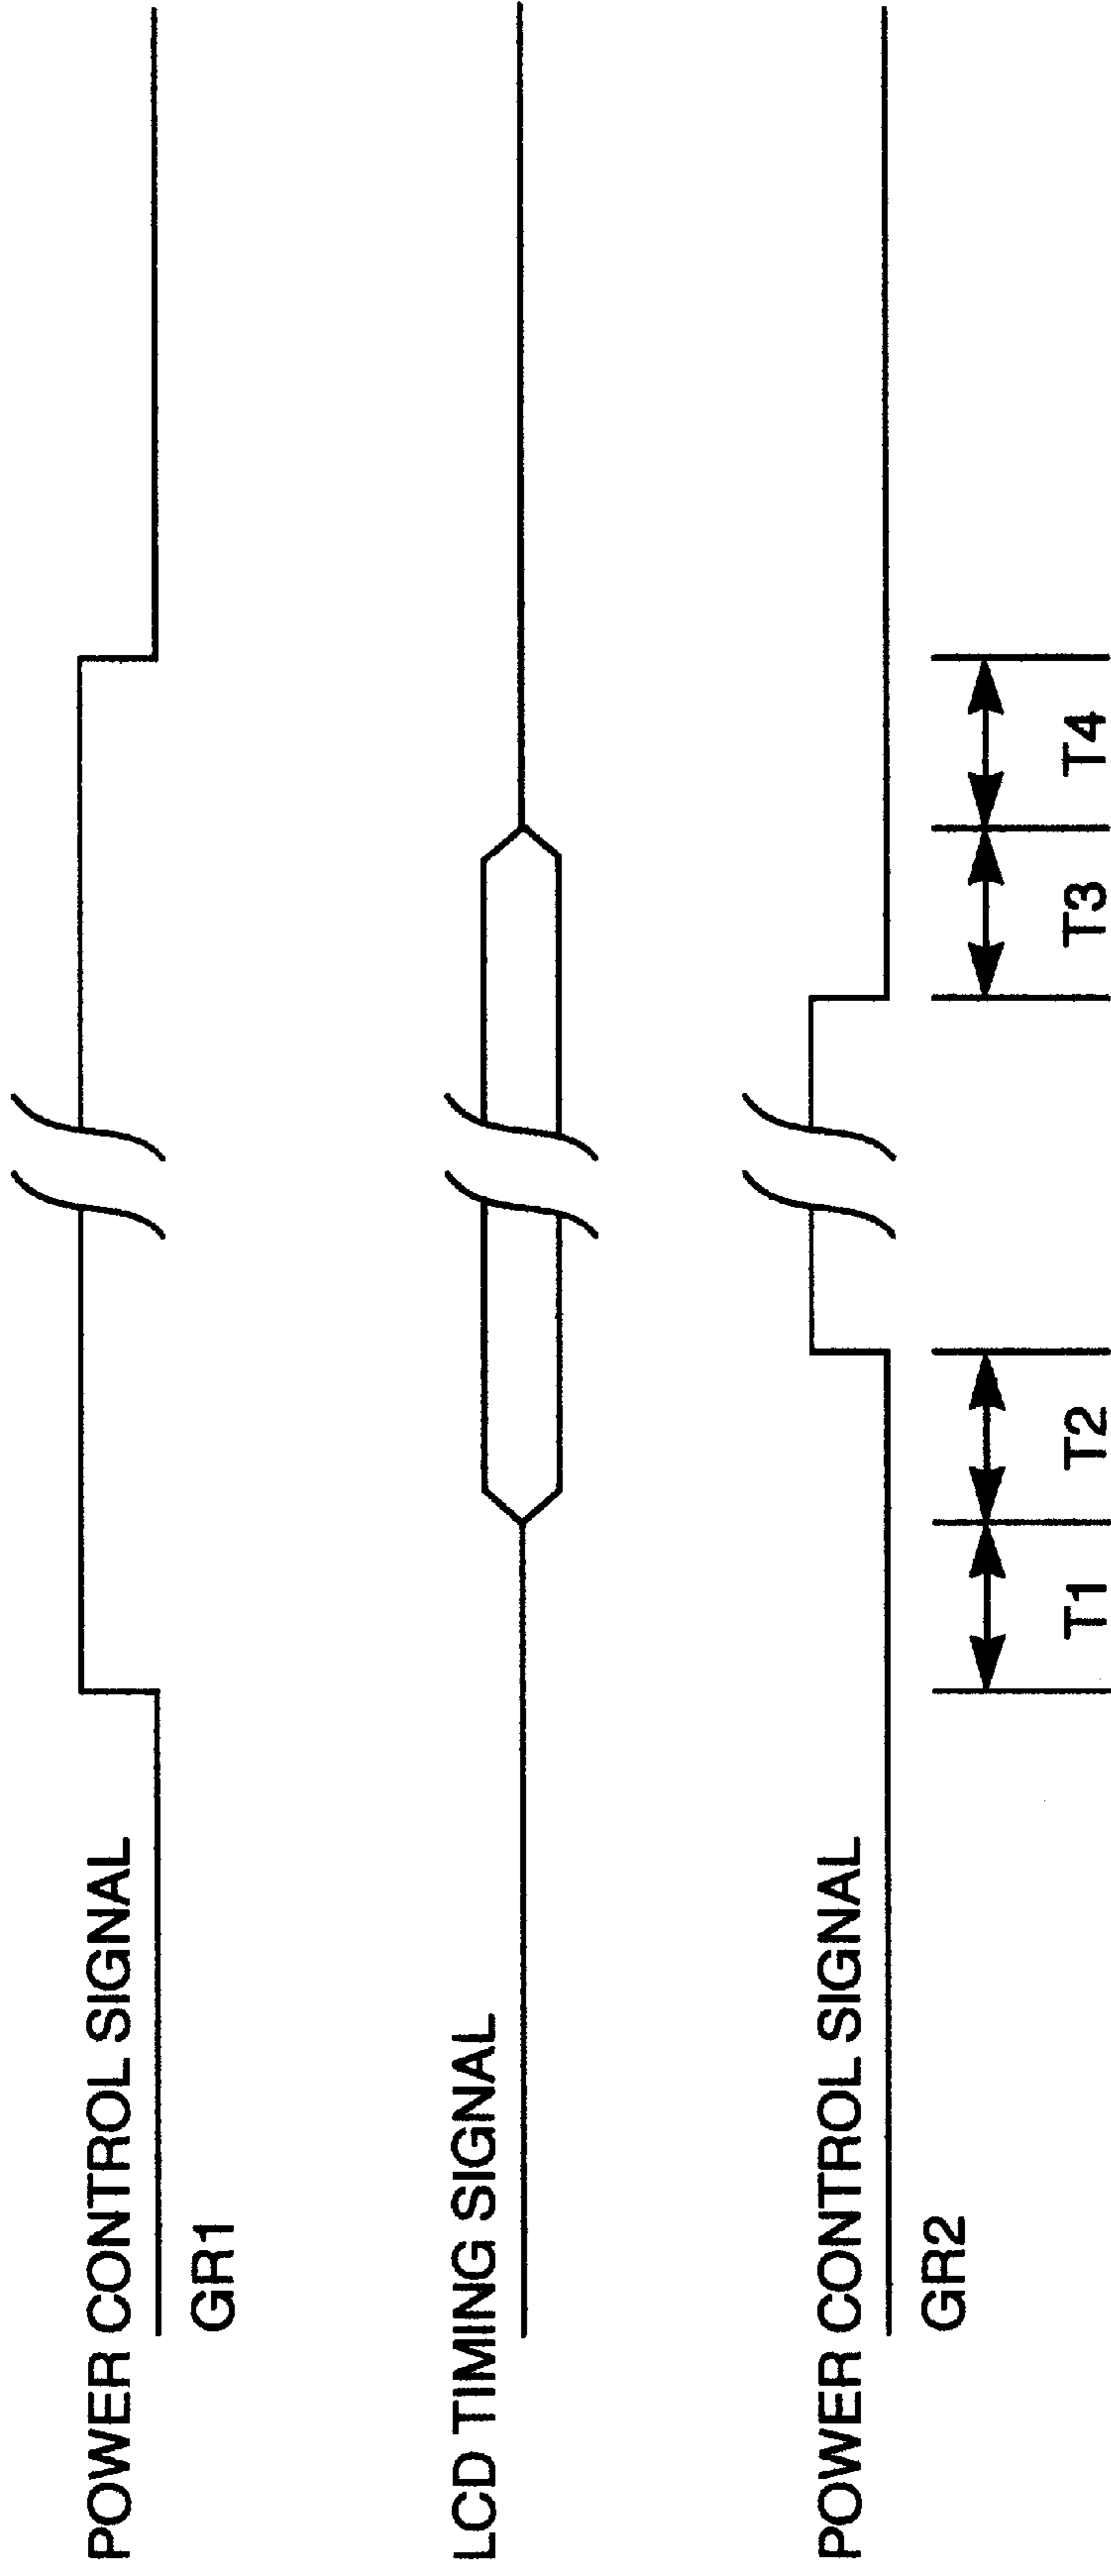 POWER CONTROL SIGNAL
GR1
LCD TIMING SIGNAL
POWER CONTROL SIGNAL
GR2
T1 T2 T3 T4